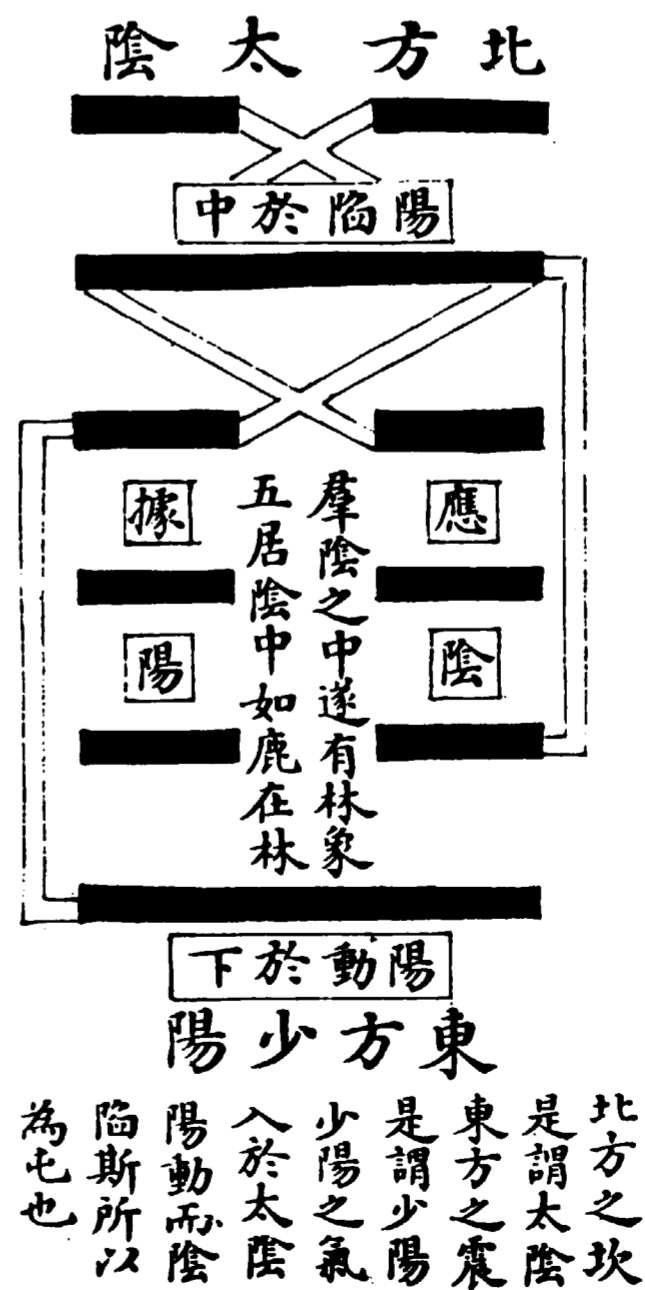 北方太陰
陽陷於中
應
陰
羣陰之中遂有林象
五居陰中如鹿在林
據
陽
陽動於下
東方少陽
北方之坎
是謂太陰
東方之震
是謂少陽
少陽之氣
入於太陰
陽動而陰
陷斯所以
為屯也